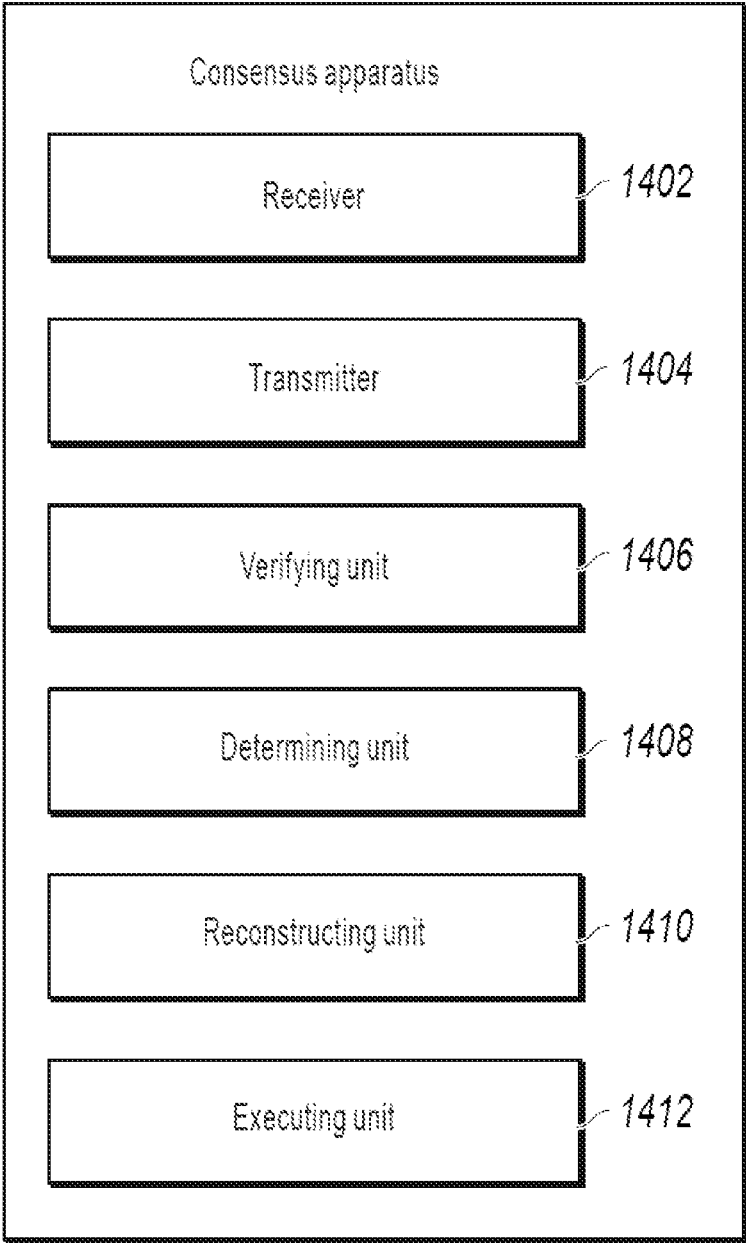 Consensus apparatus
Receiver 1402
Transmitter 1404
Verifying unit 1406
Determining unit 1408
Reconstructing unit 1410
Executing unit 1412